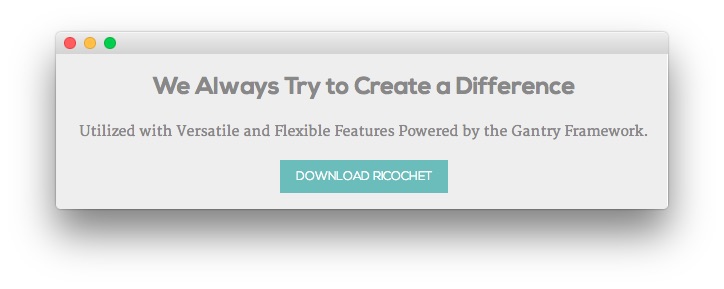 We Always Try to Create a Difference
Utilized with Versatile and Flexible Features Powered by the Gantry Framework.
DOWNLOAD RICOCHET